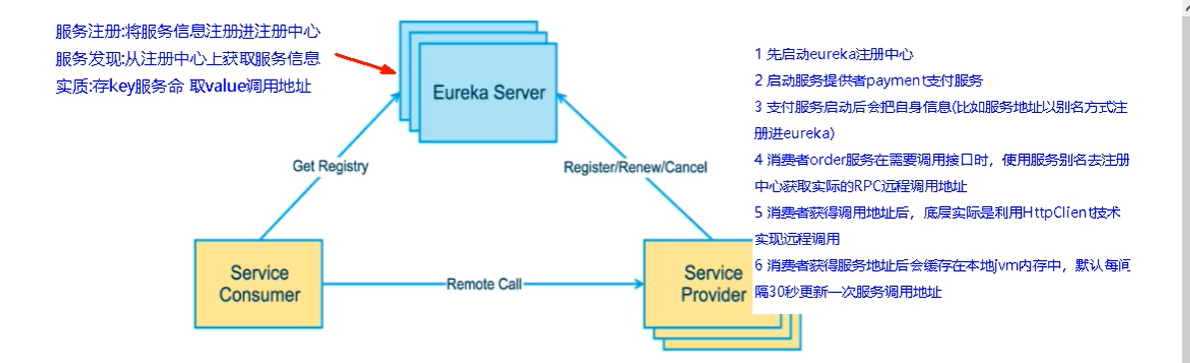 服务注册:将服务信息注册进注册中心
服务发现:从注册中心上获取服务信息
实质:存key服务命 取value调用地址
Eureka Server
Get Registry
Register/Renew/Cancel
Service
Consumer
Remote Call
Service
Provider
1 先启动eureka注册中心
2 启动服务提供者payment支付服务
3 支付服务启动后会把自身信息(比如服务地址以别名方式注
册进eureka)
4 消费者order服务在需要调用接口时，使用服务别名去注册
中心获取实际的RPC远程调用地址
5 消费者获得调用地址后，底层实际是利用HttpClient技术
实现远程调用
6 消费者获得服务地址后会缓存在本地jvm内存中，默认每间
隔30秒更新一次服务调用地址